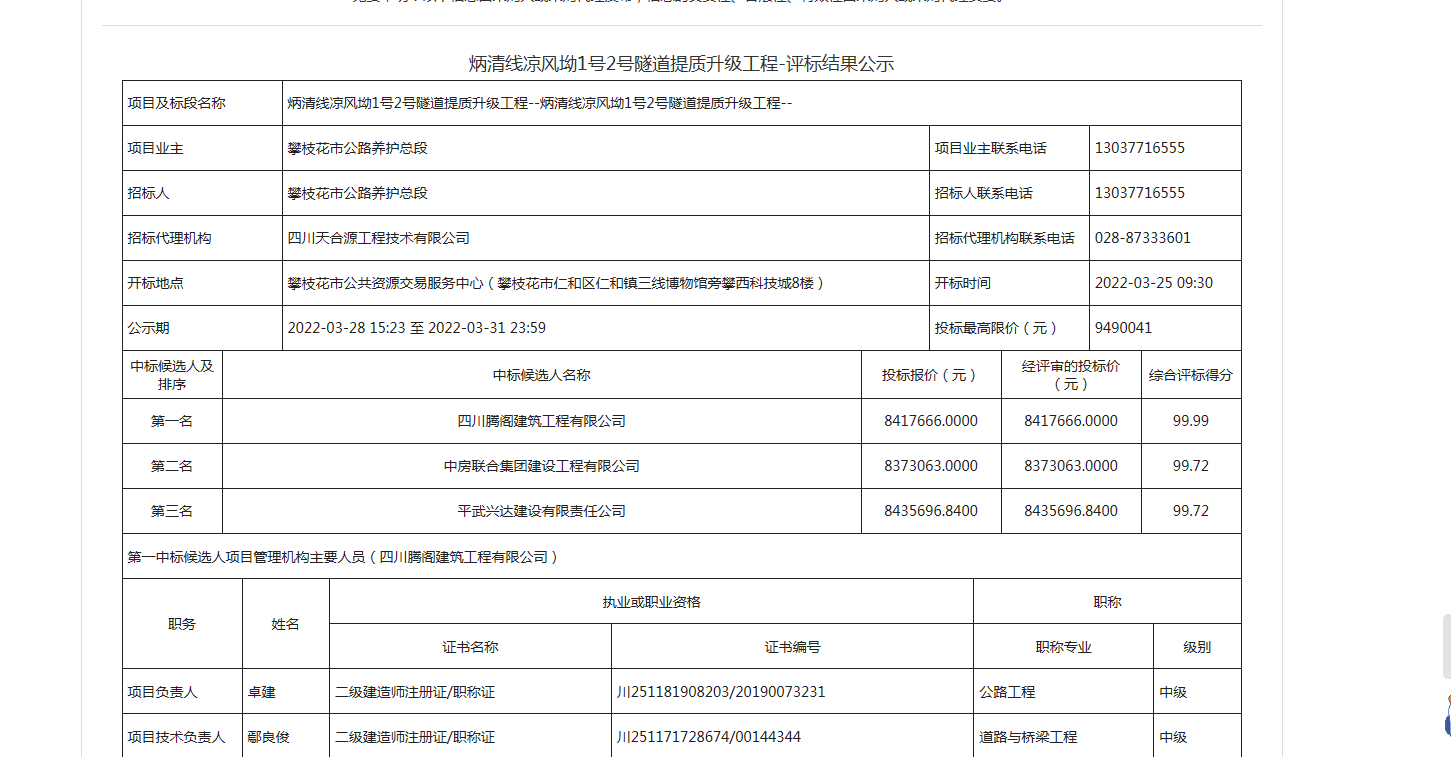 炳清线凉风坳1号2号隧道提质升级工程-评标结果公示
项目及标段名称 炳清线凉风坳1号2号隧道提质升级工程--炳清线凉风坳1号2号隧道提质升级工程--
项目业主 攀枝花市公路养护总段 项目业主联系电话 13037716555
招标人 攀枝花市公路养护总段 招标人联系电话 13037716555
招标代理机构 四川天合源工程技术有限公司 招标代理机构联系电话 028-87333601
开标地点 攀枝花市公共资源交易服务中心（攀枝花市仁和区仁和镇三线博物馆旁攀西科技城8楼） 开标时间 2022-03-25 09:30
公示期 2022-03-28 15:23 至 2022-03-31 23:59 投标最高限价（元） 9490041
中标候选人及排序 中标候选人名称 投标报价（元） 经评审的投标价（元） 综合评标得分
第一名 四川腾阁建筑工程有限公司 8417666.0000 8417666.0000 99.99
第二名 中房联合集团建设工程有限公司 8373063.0000 8373063.0000 99.72
第三名 平武兴达建设有限责任公司 8435696.8400 8435696.8400 99.72
第一中标候选人项目管理机构主要人员（四川腾阁建筑工程有限公司）
职务 姓名 执业或职业资格 职称
证书名称 证书编号 职称专业 级别
项目负责人 卓建 二级建造师注册证/职称证 川251181908203/20190073231 公路工程 中级
项目技术负责人 鄢良俊 二级建造师注册证/职称证 川251171728674/00144344 道路与桥梁工程 中级